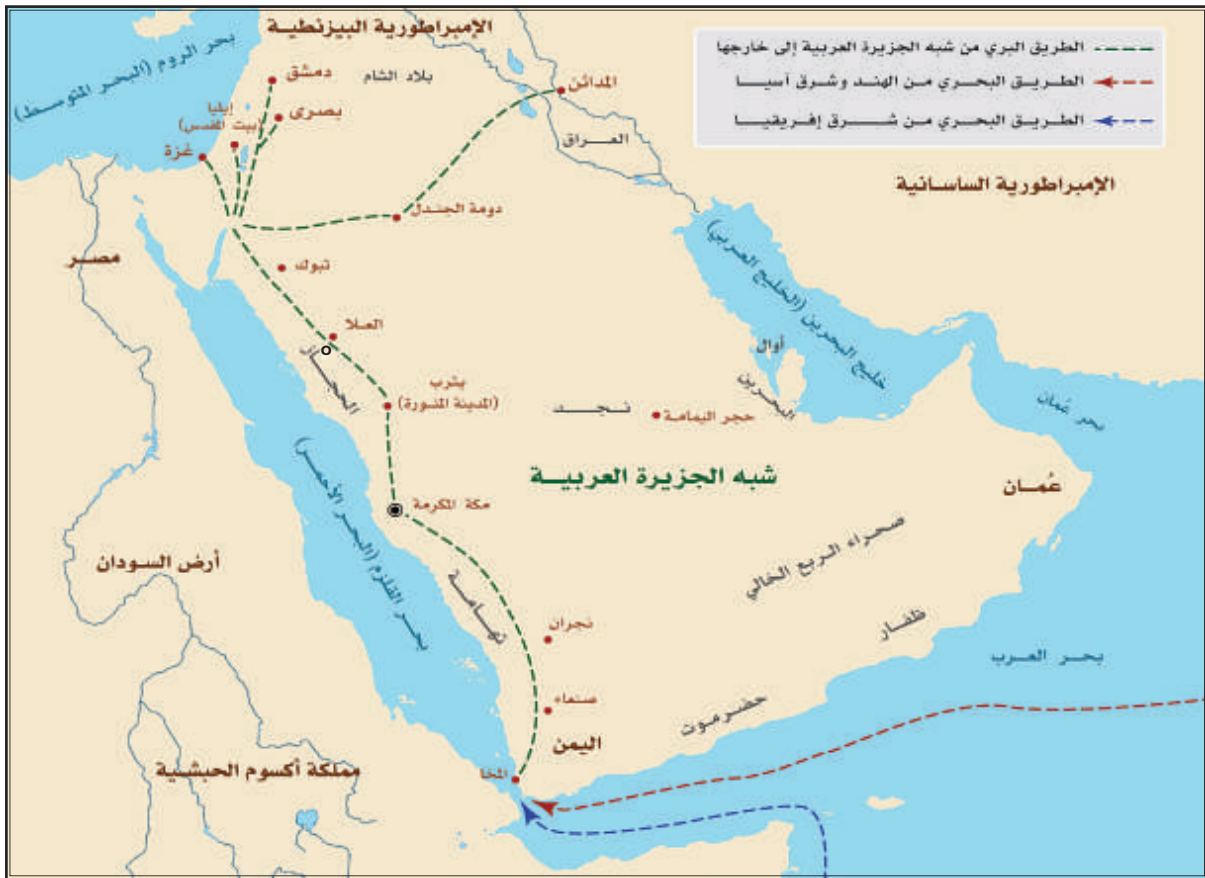 الإمبراطورية البيزنطية
بحر الروم (البحر المتوسط)
بلاد الشام
دمشق
بصرى
إيليا
(بيت المقدس)
غزة
المدائن
العراق
الطريق البري من شبه الجزيرة العربية إلى خارجها
الطريق البحري من الهند وشرق آسيا
الطريق البحري من شرق إفريقيا
الإمبراطورية الساسانية
دومة الجندل
مصر
تبوك
العلا
الحجاز
يثرب
(المدينة المنورة)
نجد
حجر اليمامة
أوال
البحرين
خليج البحرين (الخليج العربي)
بحر عُمان
عُمان
شبه الجزيرة العربية
مكة المكرمة
بحر القلزم (البحر الأحمر)
أرض السودان
تهامة
صحراء الربع الخالي
نجران
ظفار
بحر العرب
صنعاء
حضرموت
اليمن
المخا
مملكة أكسوم الحبشية